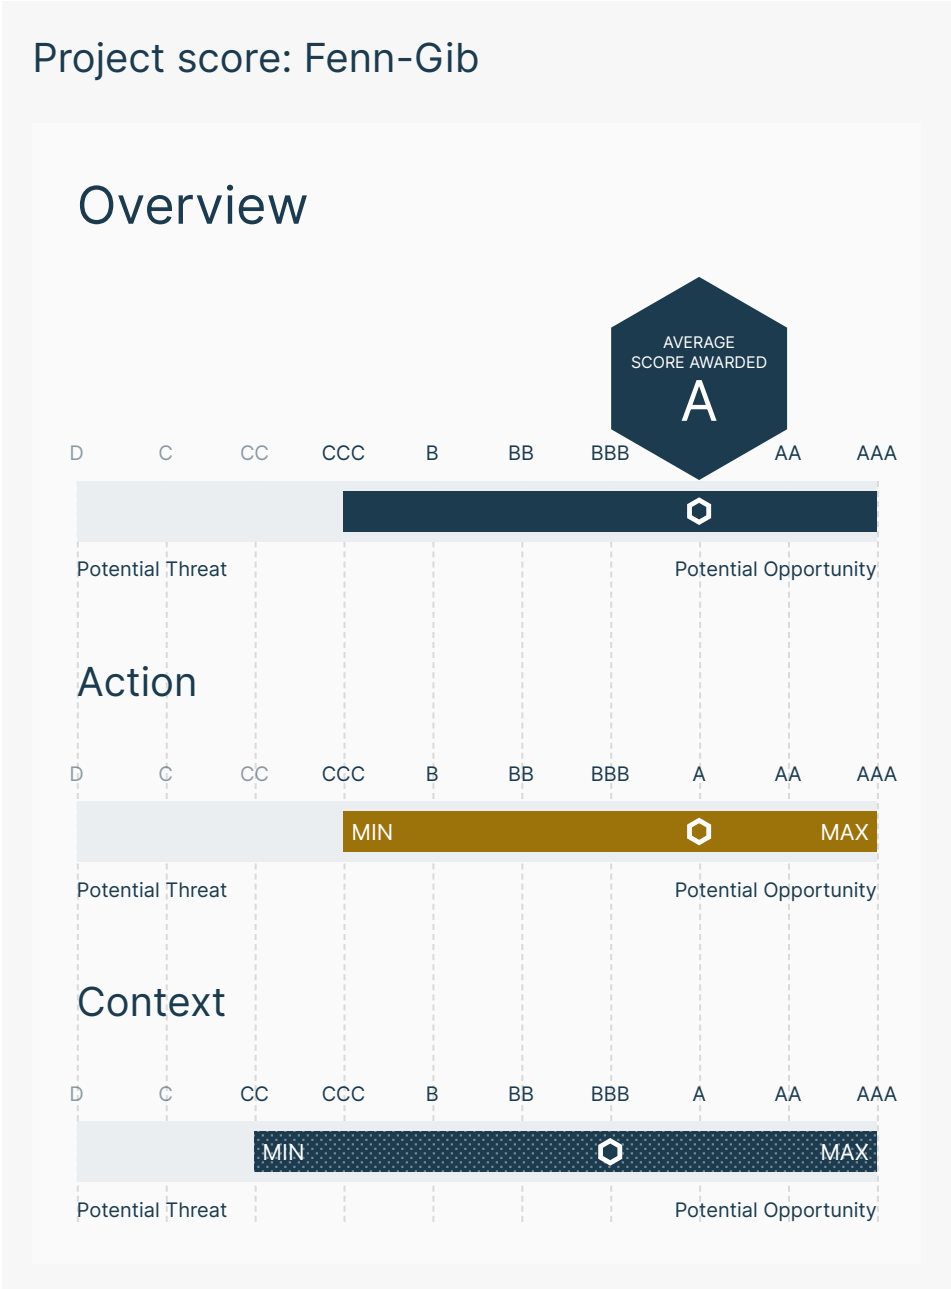 Project score: Fenn-Gib
Overview
AVERAGE
SCORE AWARDED
A
D C CC CCC B BB BBB AA AAA
Potential Threat Potential Opportunity
Action
D C CC CCC B BB BBB A AA AAA
MIN MAX
Potential Threat Potential Opportunity
Context
D C CC CCC B BB BBB A AA AAA
MIN MAX
Potential Threat Potential Opportunity